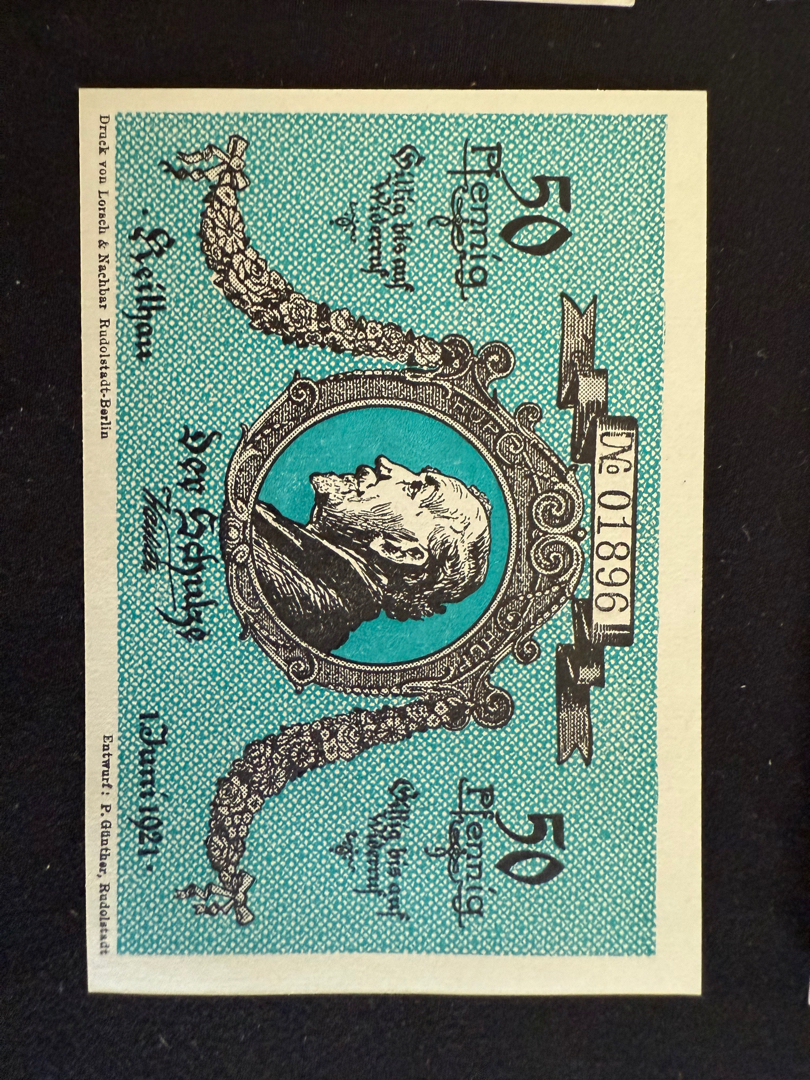 № 01896
50
Pfennig
Gültig bis auf
Widerruf
50
Pfennig
Gültig bis auf
Widerruf
· Keilhau
Der Schulze
1. Juni 1921 ·
Druck von Lorsch & Nachbar Rudolstadt-Berlin
Entwurf: P. Günther, Rudolstadt